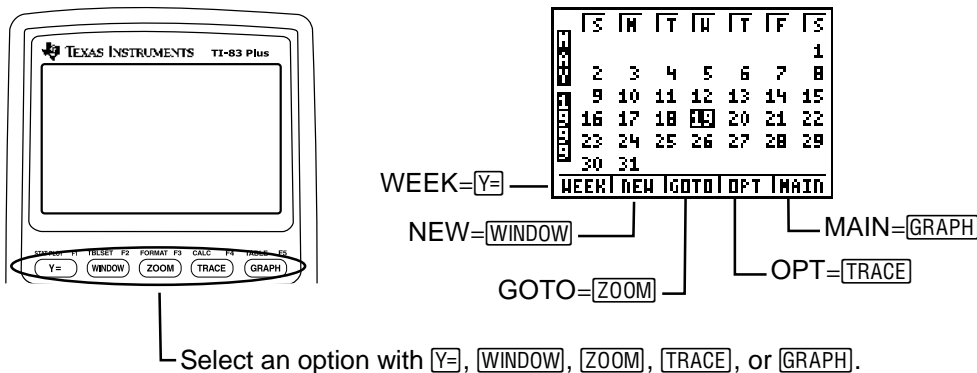 TEXAS INSTRUMENTS TI-83 Plus
STAT PLOT F1 TBLSET F2 FORMAT F3 CALC F4 TABLE F5
Y= WINDOW ZOOM TRACE GRAPH
MAY 1999
S M T W T F S
1
2 3 4 5 6 7 8
9 10 11 12 13 14 15
16 17 18 19 20 21 22
23 24 25 26 27 28 29
30 31
WEEK NEW GOTO OPT MAIN
WEEK=Y=
NEW=WINDOW
GOTO=ZOOM
OPT=TRACE
MAIN=GRAPH
Select an option with Y=, WINDOW, ZOOM, TRACE, or GRAPH.